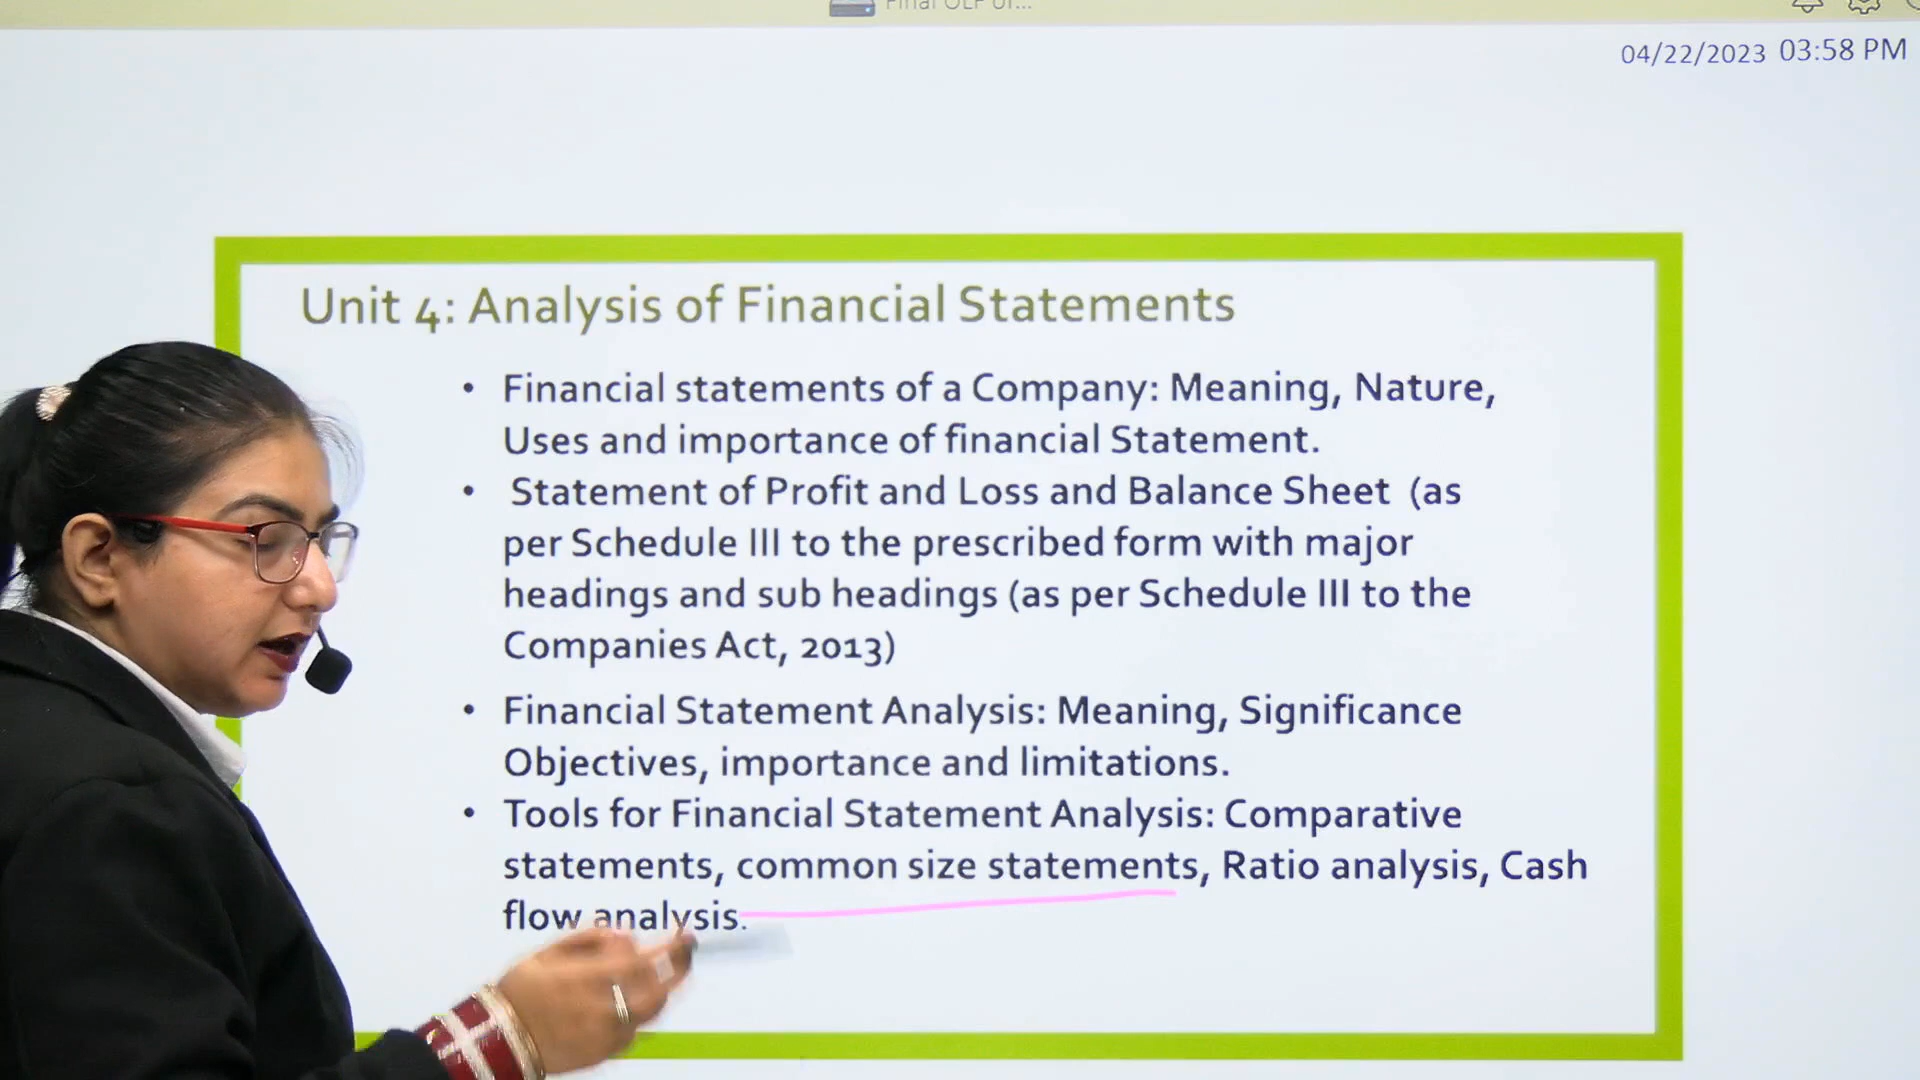 04/22/2023 03:58 PM
Unit 4: Analysis of Financial Statements
• Financial statements of a Company: Meaning, Nature,
Uses and importance of financial Statement.
• Statement of Profit and Loss and Balance Sheet (as
per Schedule III to the prescribed form with major
headings and sub headings (as per Schedule III to the
Companies Act, 2013)
• Financial Statement Analysis: Meaning, Significance
Objectives, importance and limitations.
• Tools for Financial Statement Analysis: Comparative
statements, common size statements, Ratio analysis, Cash
flow analysis.